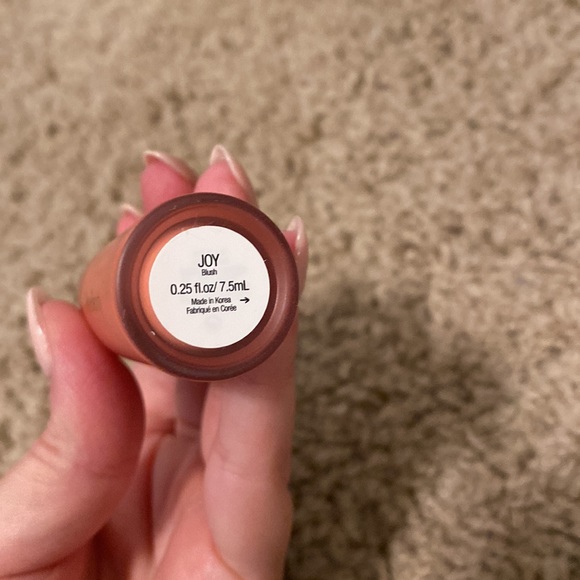 JOY
Blush
0.25 fl.oz/ 7.5mL
Made in Korea →
Fabriqué en Corée